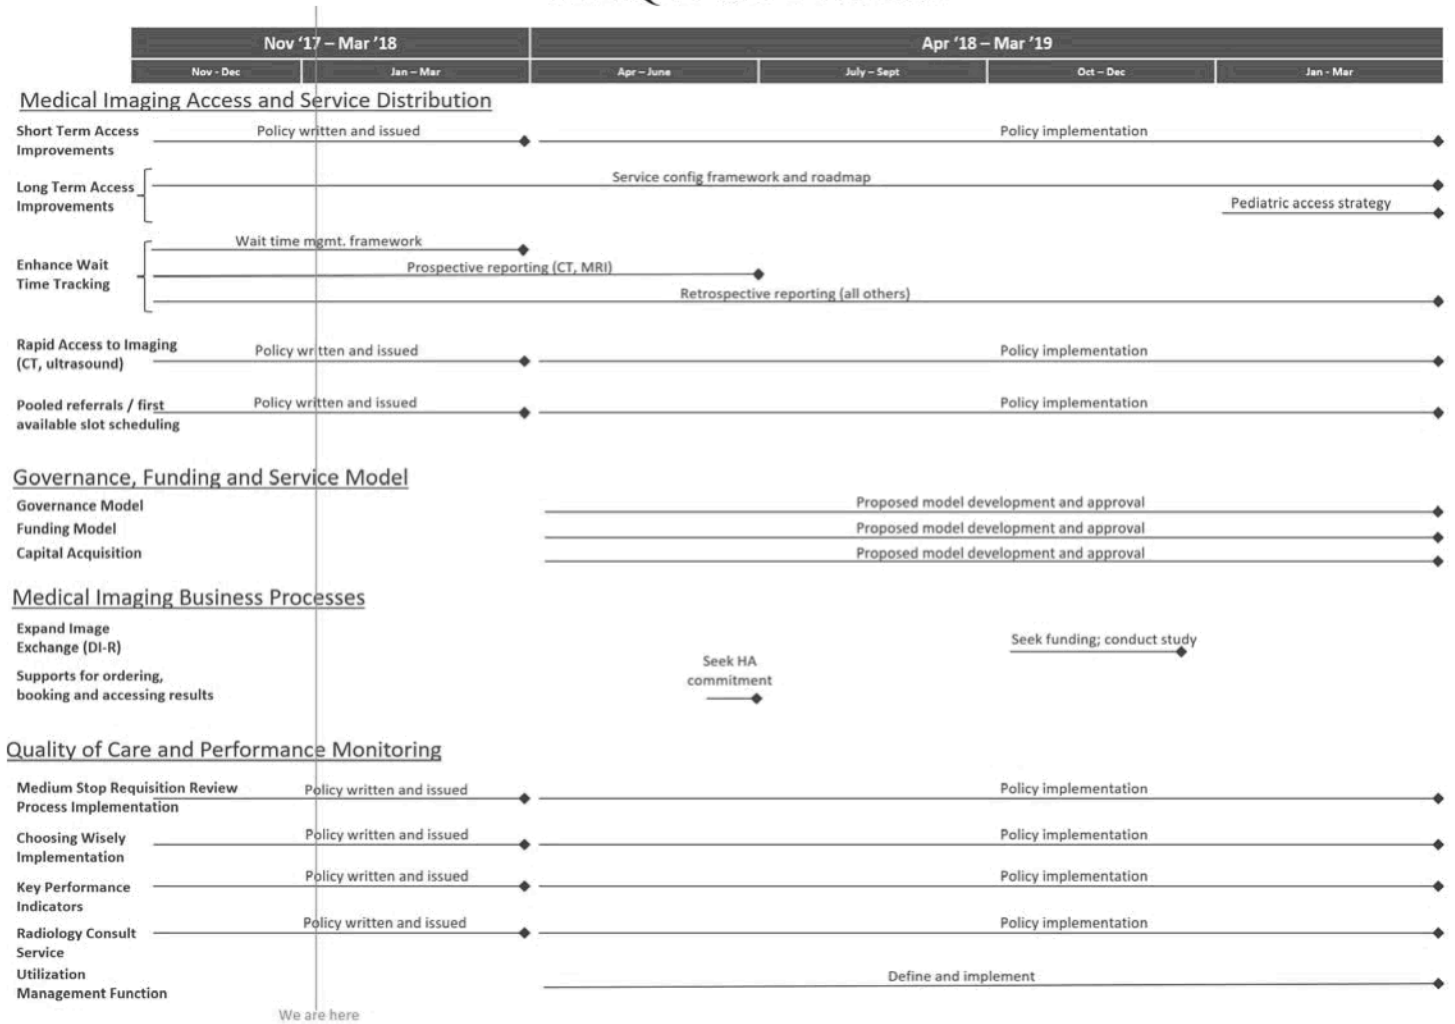 Nov '17 – Mar '18
Apr '18 – Mar '19
Nov - Dec
Jan – Mar
Apr – June
July – Sept
Oct – Dec
Jan - Mar
Medical Imaging Access and Service Distribution
Short Term Access
Improvements
Policy written and issued
Policy implementation
Long Term Access
Improvements
Service config framework and roadmap
Pediatric access strategy
Enhance Wait
Time Tracking
Wait time mgmt. framework
Prospective reporting (CT, MRI)
Retrospective reporting (all others)
Rapid Access to Imaging
(CT, ultrasound)
Policy written and issued
Policy implementation
Pooled referrals / first
available slot scheduling
Policy written and issued
Policy implementation
Governance, Funding and Service Model
Governance Model
Proposed model development and approval
Funding Model
Proposed model development and approval
Capital Acquisition
Proposed model development and approval
Medical Imaging Business Processes
Expand Image
Exchange (DI-R)
Seek funding; conduct study
Supports for ordering,
booking and accessing results
Seek HA
commitment
Quality of Care and Performance Monitoring
Medium Stop Requisition Review
Process Implementation
Policy written and issued
Policy implementation
Choosing Wisely
Implementation
Policy written and issued
Policy implementation
Key Performance
Indicators
Policy written and issued
Policy implementation
Radiology Consult
Service
Policy written and issued
Policy implementation
Utilization
Management Function
Define and implement
We are here